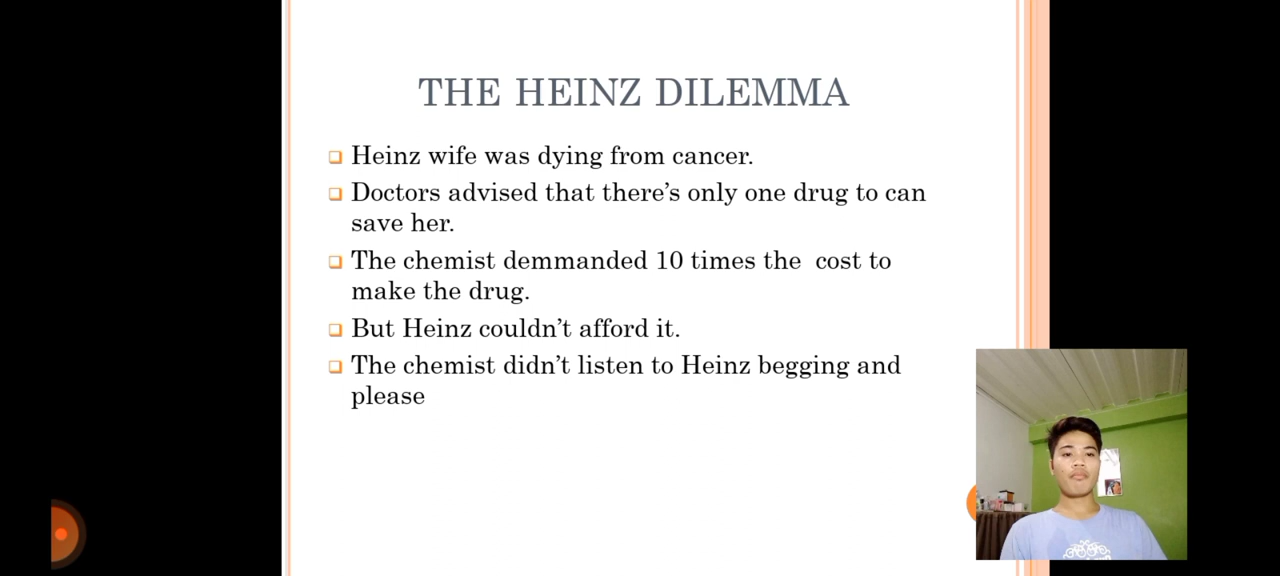 THE HEINZ DILEMMA
Heinz wife was dying from cancer.
Doctors advised that there's only one drug to can
save her.
The chemist demmanded 10 times the  cost to
make the drug.
But Heinz couldn't afford it.
The chemist didn't listen to Heinz begging and
please